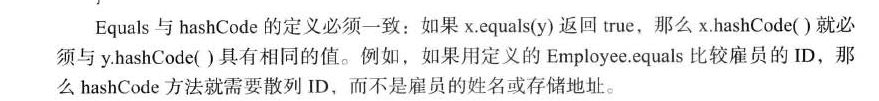 Equals 与 hashCode 的定义必须一致：如果 x.equals(y) 返回 true，那么 x.hashCode( ) 就必
须与 y.hashCode( ) 具有相同的值。例如，如果用定义的 Employee.equals 比较雇员的 ID，那
么 hashCode 方法就需要散列 ID，而不是雇员的姓名或存储地址。